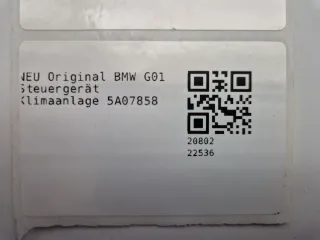 NEU Original BMW G01
Steuergerät
Klimaanlage 5A07858
20802
22536